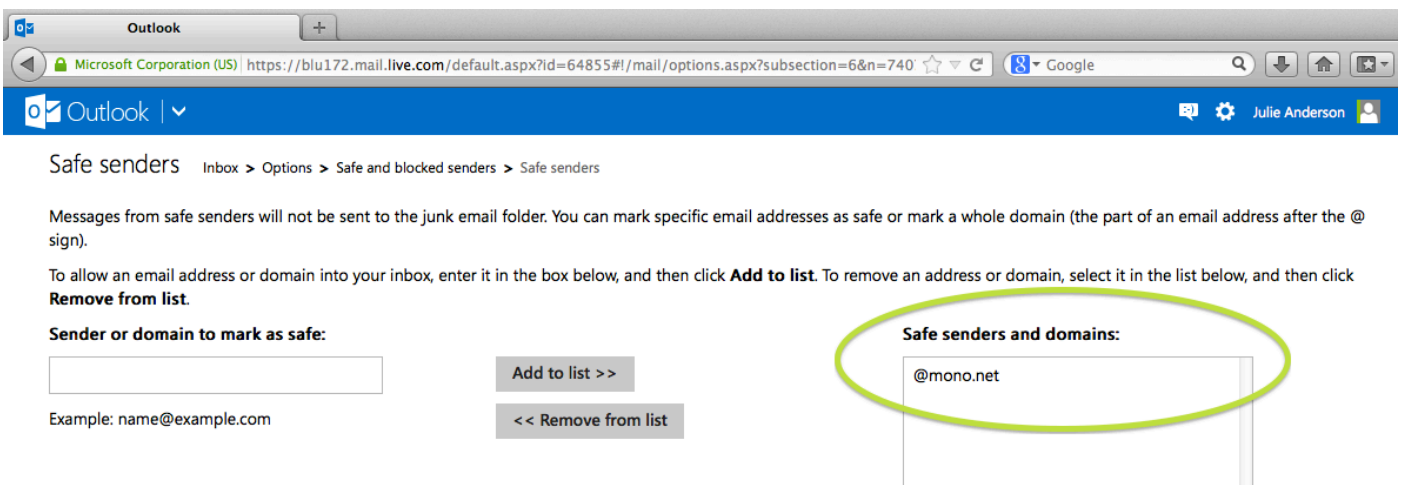 Outlook
Microsoft Corporation (US) https://blu172.mail.live.com/default.aspx?id=64855#!/mail/options.aspx?subsection=6&n=740 Google
Outlook Julie Anderson
Safe senders Inbox > Options > Safe and blocked senders > Safe senders
Messages from safe senders will not be sent to the junk email folder. You can mark specific email addresses as safe or mark a whole domain (the part of an email address after the @
sign).
To allow an email address or domain into your inbox, enter it in the box below, and then click Add to list. To remove an address or domain, select it in the list below, and then click
Remove from list.
Sender or domain to mark as safe: Safe senders and domains:
Add to list >> @mono.net
Example: name@example.com << Remove from list